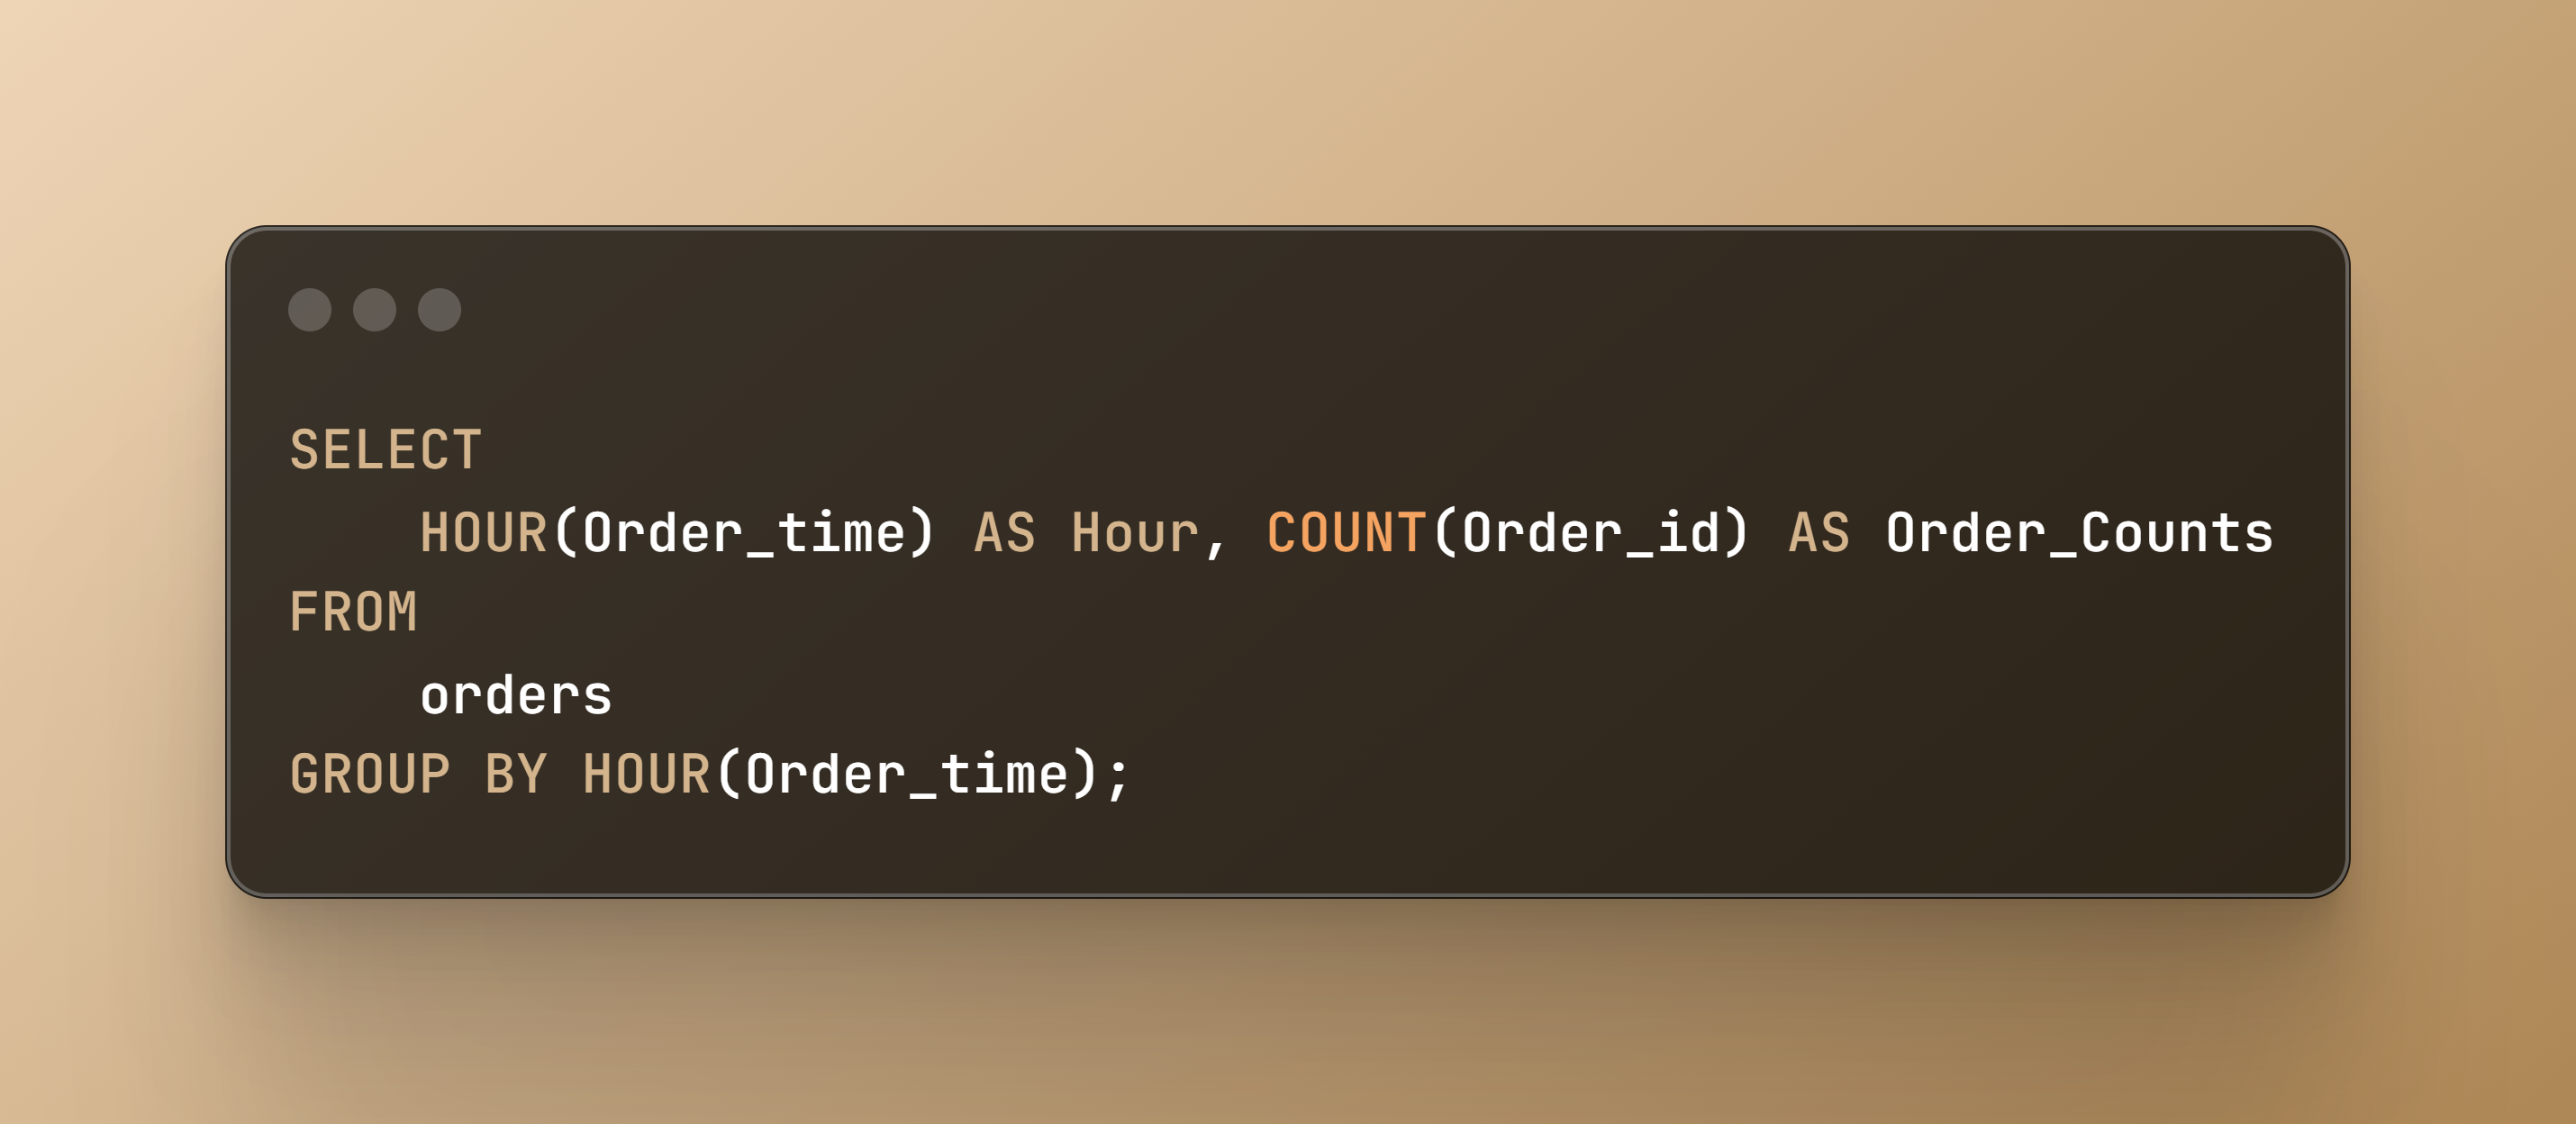 SELECT
    HOUR(Order_time) AS Hour, COUNT(Order_id) AS Order_Counts
FROM
    orders
GROUP BY HOUR(Order_time);